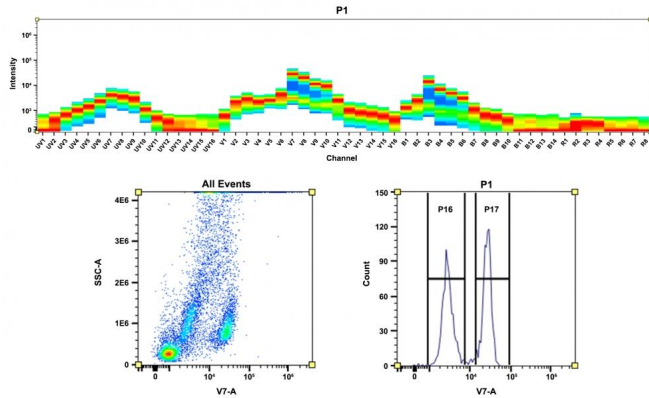 P1
Intensity
10⁶
10⁵
10⁴
10³
0
UV1 UV2 UV3 UV4 UV5 UV6 UV7 UV8 UV9 UV10 UV11 UV12 UV13 UV14 UV15 UV16 V1 V2 V3 V4 V5 V6 V7 V8 V9 V10 V11 V12 V13 V14 V15 V16 B1 B2 B3 B4 B5 B6 B7 B8 B9 B10 B11 B12 B13 B14 R1 R2 R3 R4 R5 R6 R7 R8
Channel
All Events
SSC-A
4E6
3E6
2E6
1E6
0
0 10⁴ 10⁵ 10⁶
V7-A
P1
Count
150
120
90
60
30
0
P16 P17
0 10⁴ 10⁵ 10⁶
V7-A